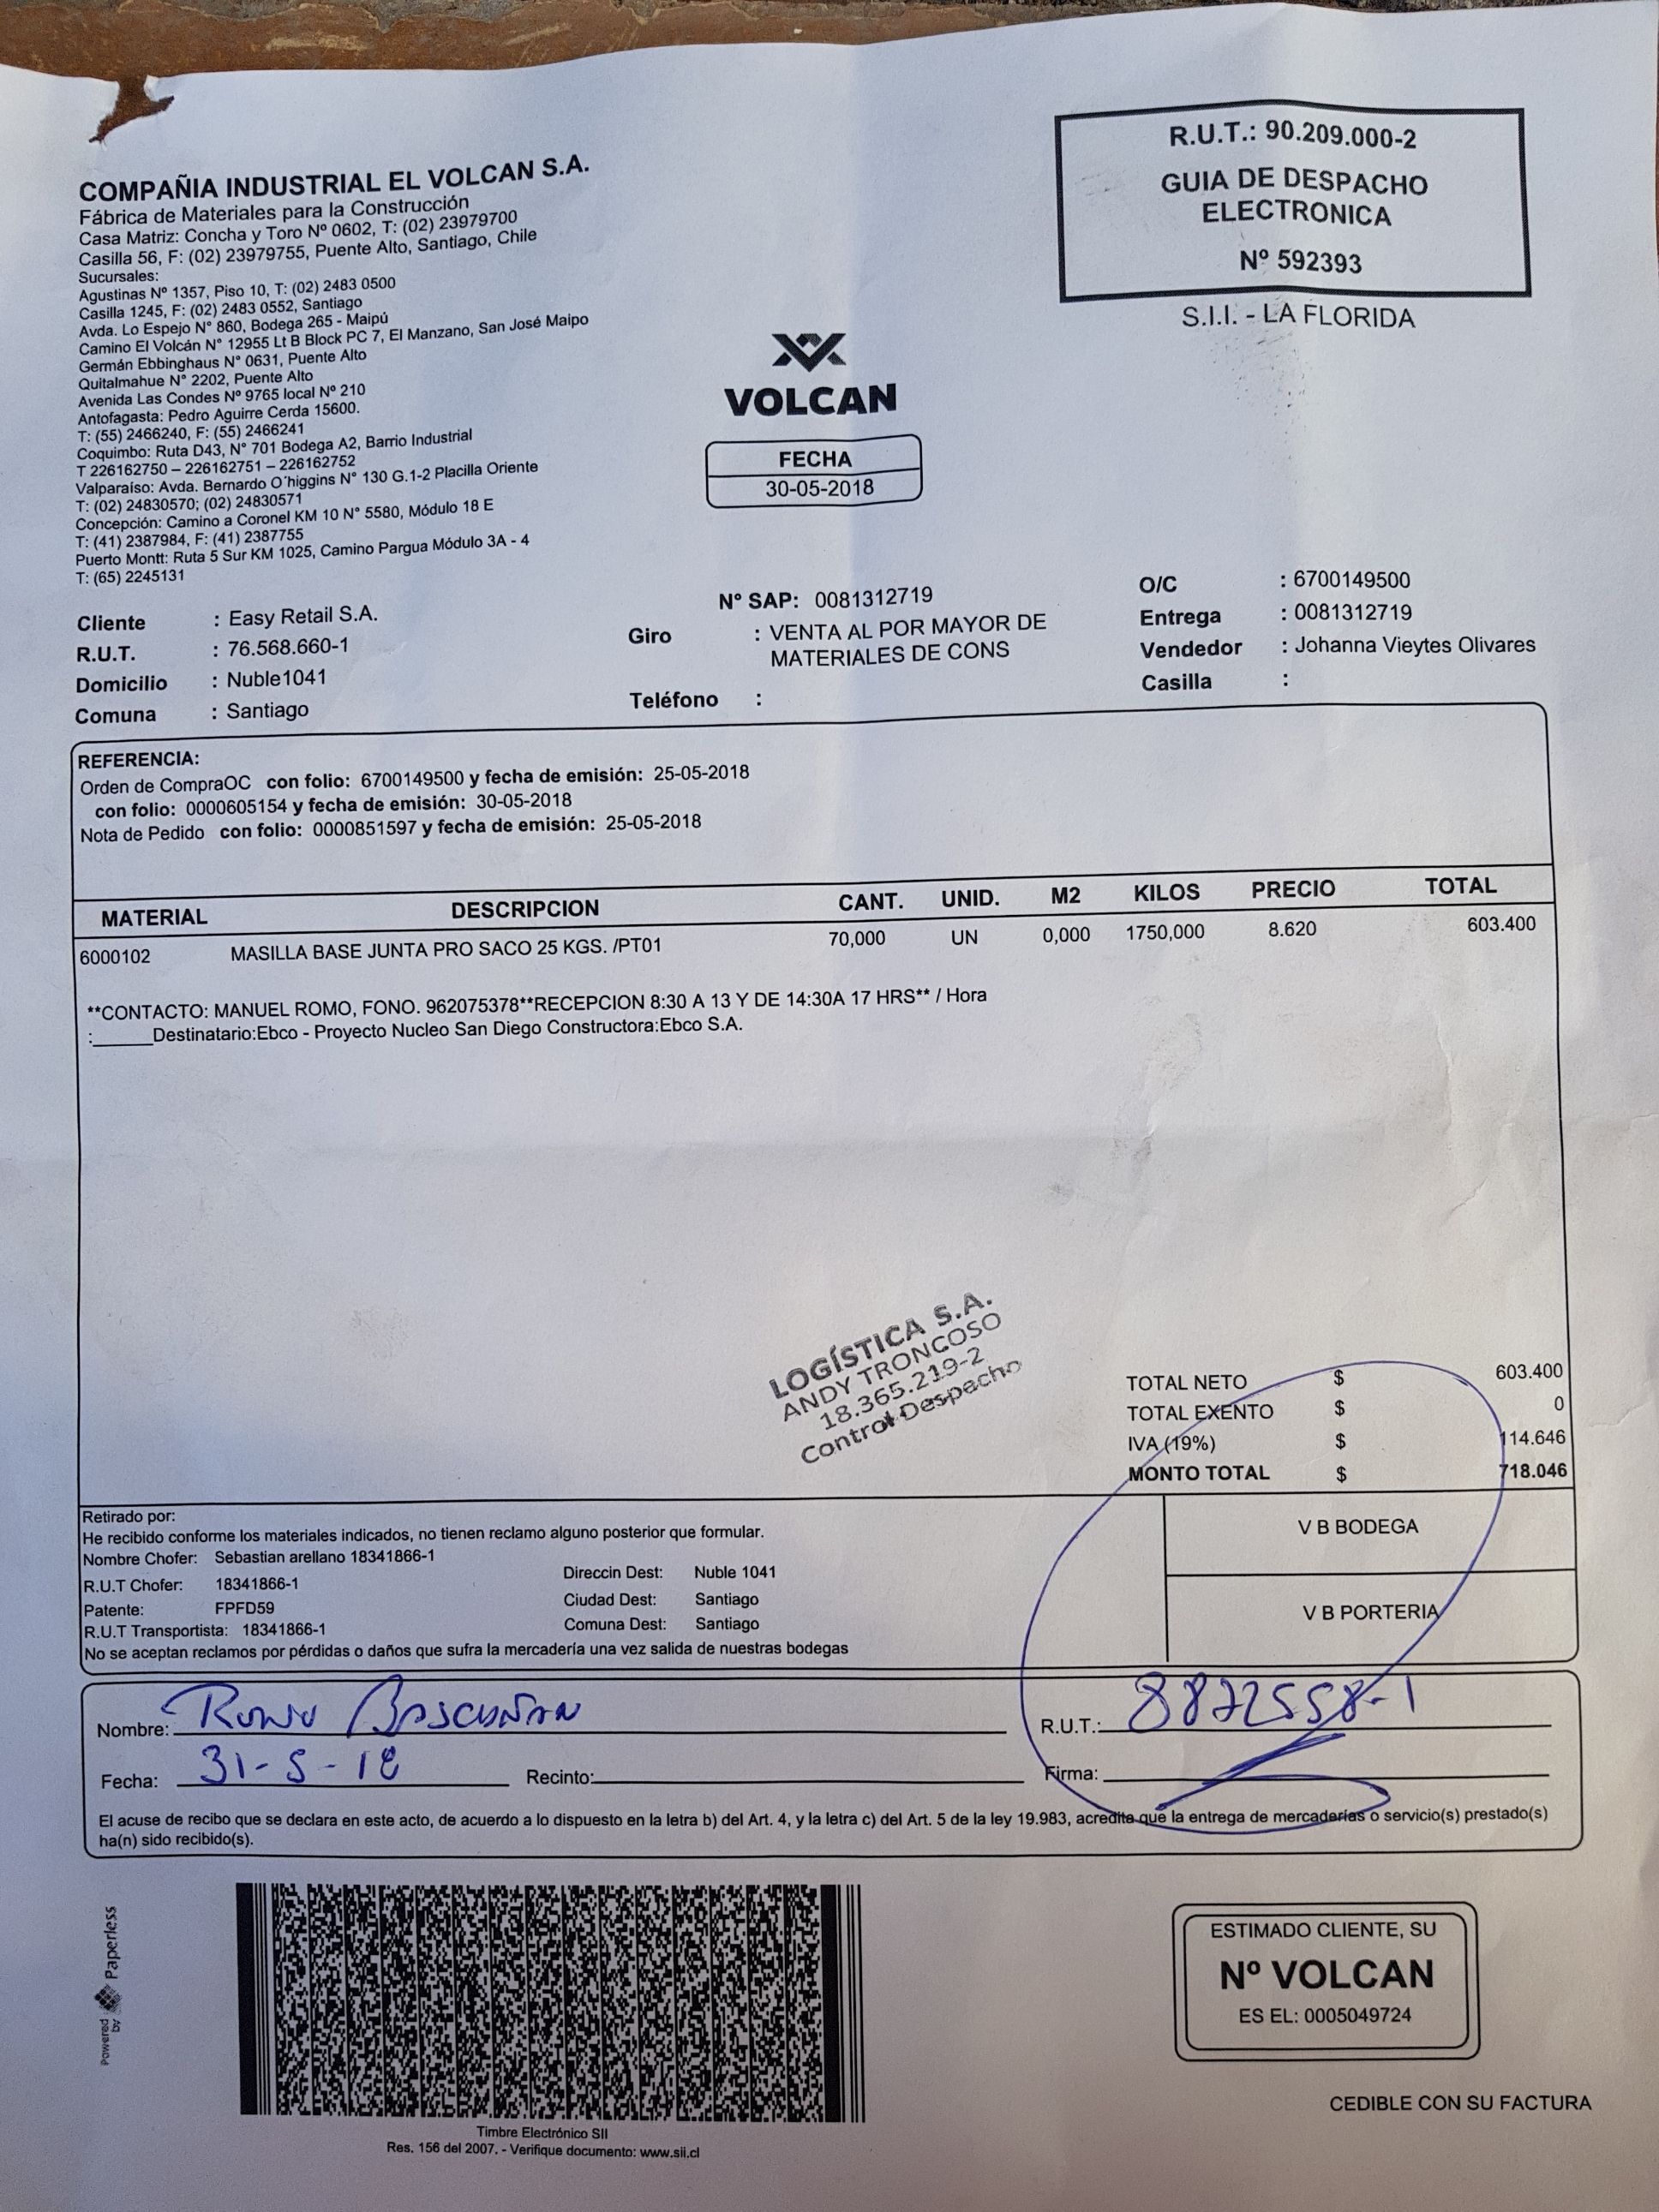 COMPAÑIA INDUSTRIAL EL VOLCAN S.A.
Fábrica de Materiales para la Construcción
Casa Matriz: Concha y Toro Nº 0602, T: (02) 23979700
Casilla 56, F: (02) 23979755, Puente Alto, Santiago, Chile
Sucursales:
Agustinas Nº 1357, Piso 10, T: (02) 2483 0500
Casilla 1245, F: (02) 2483 0552, Santiago
Avda. Lo Espejo N° 860, Bodega 265 - Maipú
Camino El Volcán N° 12955 Lt B Block PC 7, El Manzano, San José Maipo
Germán Ebbinghaus N° 0631, Puente Alto
Quitalmahue N° 2202, Puente Alto
Avenida Las Condes Nº 9765 local Nº 210
Antofagasta: Pedro Aguirre Cerda 15600.
T: (55) 2466240, F: (55) 2466241
Coquimbo: Ruta D43, N° 701 Bodega A2, Barrio Industrial
T 226162750 – 226162751 – 226162752
Valparaíso: Avda. Bernardo O´higgins N° 130 G.1-2 Placilla Oriente
T: (02) 24830570; (02) 24830571
Concepción: Camino a Coronel KM 10 N° 5580, Módulo 18 E
T: (41) 2387984, F: (41) 2387755
Puerto Montt: Ruta 5 Sur KM 1025, Camino Pargua Módulo 3A - 4
T: (65) 2245131
R.U.T.: 90.209.000-2
GUIA DE DESPACHO
ELECTRONICA
Nº 592393
S.I.I. - LA FLORIDA
VOLCAN
FECHA
30-05-2018
Cliente : Easy Retail S.A.
R.U.T. : 76.568.660-1
Domicilio : Nuble1041
Comuna : Santiago
Nº SAP: 0081312719
Giro : VENTA AL POR MAYOR DE
MATERIALES DE CONS
Teléfono :
O/C : 6700149500
Entrega : 0081312719
Vendedor : Johanna Vieytes Olivares
Casilla :
REFERENCIA:
Orden de CompraOC con folio: 6700149500 y fecha de emisión: 25-05-2018
con folio: 0000605154 y fecha de emisión: 30-05-2018
Nota de Pedido con folio: 0000851597 y fecha de emisión: 25-05-2018
MATERIAL DESCRIPCION CANT. UNID. M2 KILOS PRECIO TOTAL
6000102 MASILLA BASE JUNTA PRO SACO 25 KGS. /PT01 70,000 UN 0,000 1750,000 8.620 603.400
**CONTACTO: MANUEL ROMO, FONO. 962075378**RECEPCION 8:30 A 13 Y DE 14:30A 17 HRS** / Hora
:______Destinatario:Ebco - Proyecto Nucleo San Diego Constructora:Ebco S.A.
LOGÍSTICA S.A.
ANDY TRONCOSO
18.365.219-2
Control Despacho
TOTAL NETO $ 603.400
TOTAL EXENTO $ 0
IVA (19%) $ 114.646
MONTO TOTAL $ 718.046
V B BODEGA
V B PORTERIA
Retirado por:
He recibido conforme los materiales indicados, no tienen reclamo alguno posterior que formular.
Nombre Chofer: Sebastian arellano 18341866-1
R.U.T Chofer: 18341866-1
Patente: FPFD59
R.U.T Transportista: 18341866-1
Direccin Dest: Nuble 1041
Ciudad Dest: Santiago
Comuna Dest: Santiago
No se aceptan reclamos por pérdidas o daños que sufra la mercadería una vez salida de nuestras bodegas
Nombre: Bascuñan R.U.T.: 8872558-1
Fecha: 31-5-18 Recinto: Firma:
El acuse de recibo que se declara en este acto, de acuerdo a lo dispuesto en la letra b) del Art. 4, y la letra c) del Art. 5 de la ley 19.983, acredita que la entrega de mercaderías o servicio(s) prestado(s)
ha(n) sido recibido(s).
Powered by Paperless
Timbre Electrónico SII
Res. 156 del 2007. - Verifique documento: www.sii.cl
ESTIMADO CLIENTE, SU
Nº VOLCAN
ES EL: 0005049724
CEDIBLE CON SU FACTURA